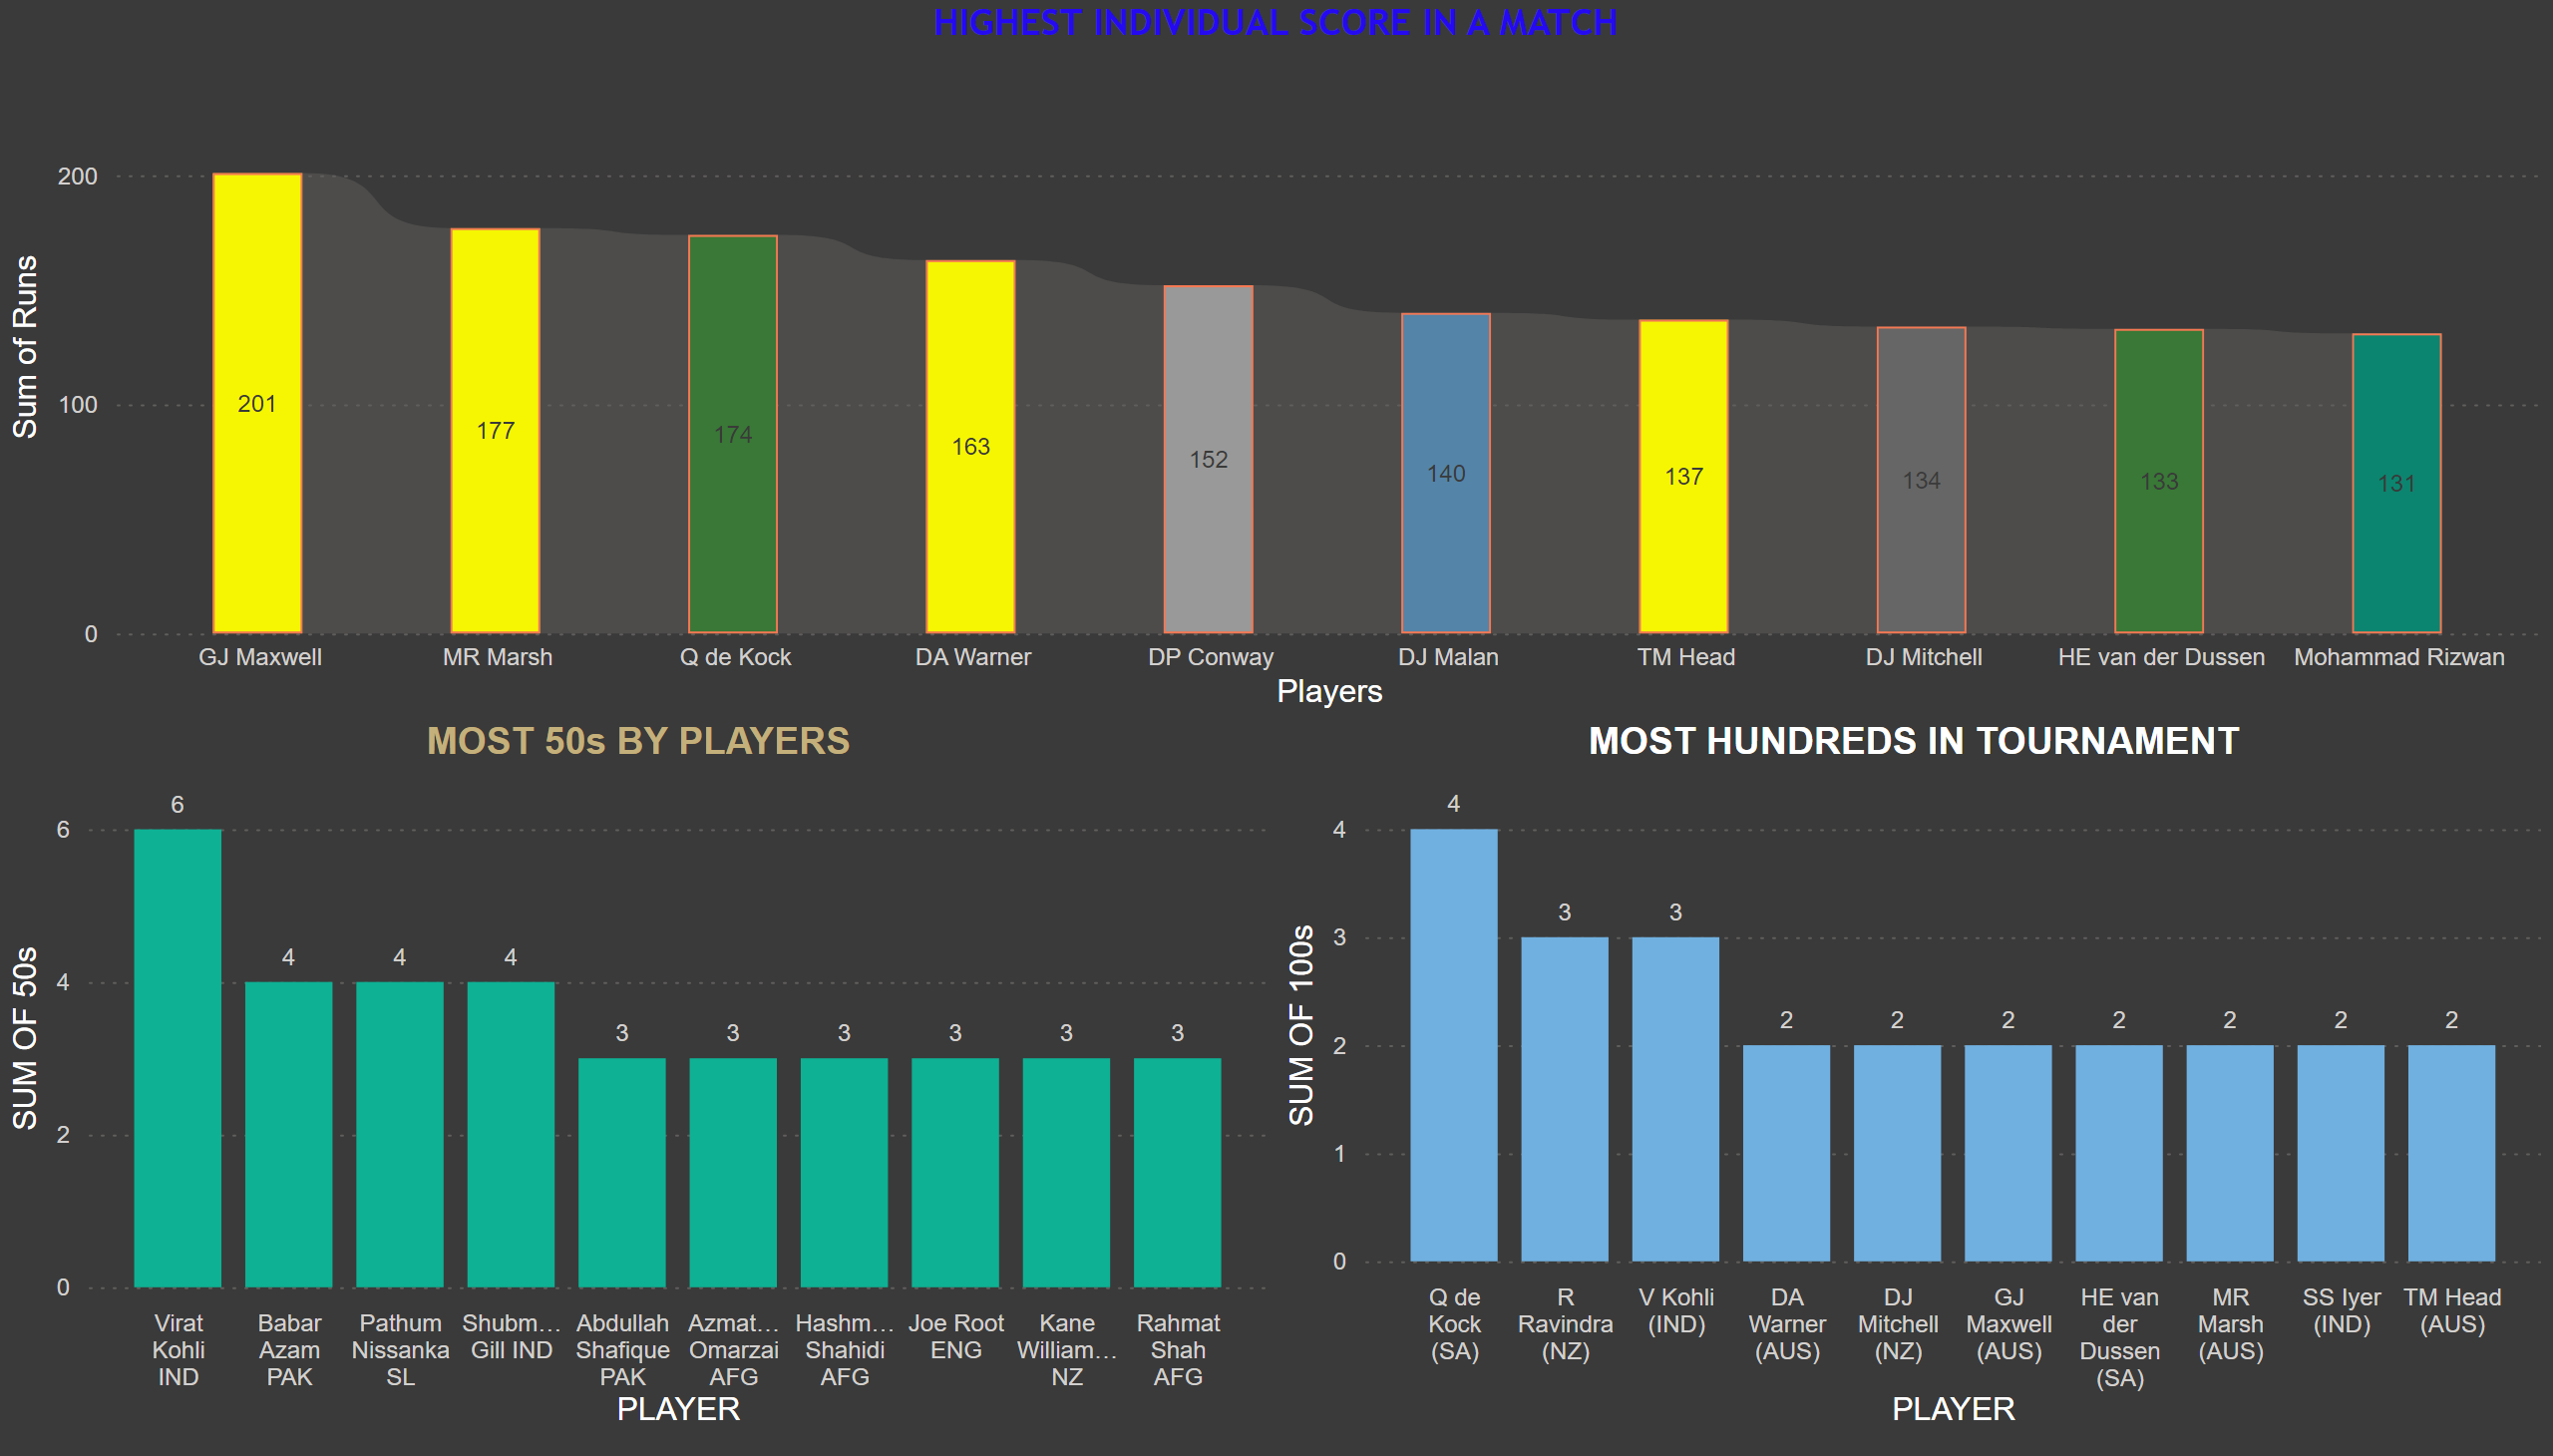 HIGHEST INDIVIDUAL SCORE IN A MATCH
Sum of Runs
200
100
0
201
177
174
163
152
140
137
134
133
131
GJ Maxwell
MR Marsh
Q de Kock
DA Warner
DP Conway
DJ Malan
TM Head
DJ Mitchell
HE van der Dussen
Mohammad Rizwan
Players
MOST 50s BY PLAYERS
SUM OF 50s
6
4
2
0
6
4
4
4
3
3
3
3
3
3
Virat
Kohli
IND
Babar
Azam
PAK
Pathum
Nissanka
SL
Shubm…
Gill IND
Abdullah
Shafique
PAK
Azmat…
Omarzai
AFG
Hashm…
Shahidi
AFG
Joe Root
ENG
Kane
William…
NZ
Rahmat
Shah
AFG
PLAYER
MOST HUNDREDS IN TOURNAMENT
SUM OF 100s
4
3
2
1
0
4
3
3
2
2
2
2
2
2
2
Q de
Kock
(SA)
R
Ravindra
(NZ)
V Kohli
(IND)
DA
Warner
(AUS)
DJ
Mitchell
(NZ)
GJ
Maxwell
(AUS)
HE van
der
Dussen
(SA)
MR
Marsh
(AUS)
SS Iyer
(IND)
TM Head
(AUS)
PLAYER